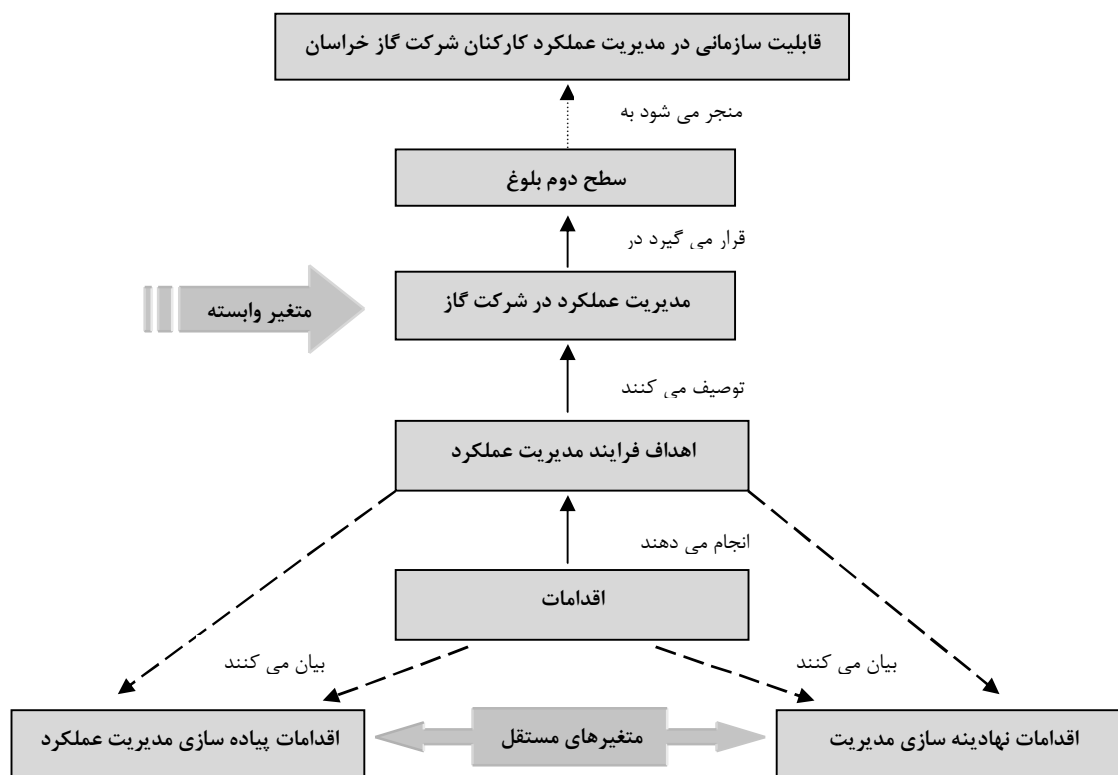 قابلیت سازمانی در مدیریت عملکرد کارکنان شرکت گاز خراسان
منجر می شود به
سطح دوم بلوغ
قرار می گیرد در
مدیریت عملکرد در شرکت گاز
متغیر وابسته
توصیف می کنند
اهداف فرایند مدیریت عملکرد
انجام می دهند
اقدامات
بیان می کنند
بیان می کنند
اقدامات نهادینه سازی مدیریت
متغیرهای مستقل
اقدامات پیاده سازی مدیریت عملکرد